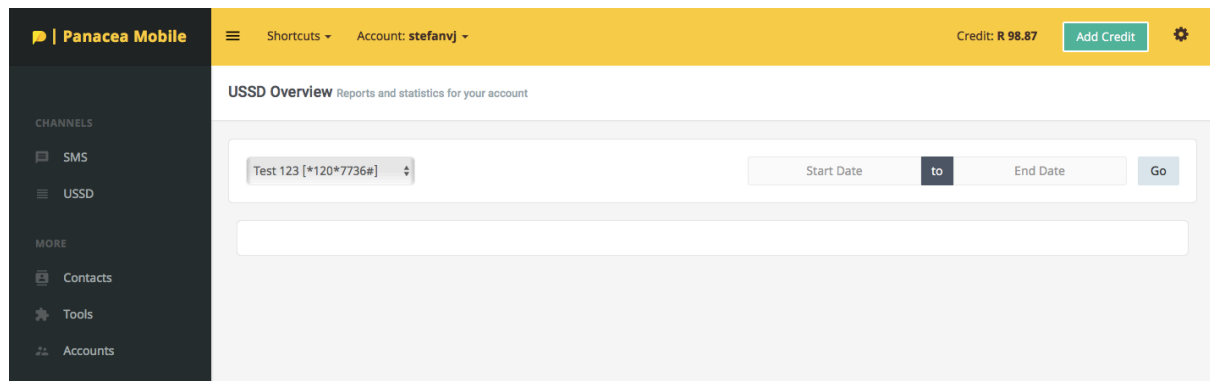 | Panacea Mobile
Shortcuts
Account: stefanvj
Credit: R 98.87
Add Credit
USSD Overview Reports and statistics for your account
CHANNELS
SMS
USSD
MORE
Contacts
Tools
Accounts
Test 123 [*120*7736#]
Start Date
to
End Date
Go